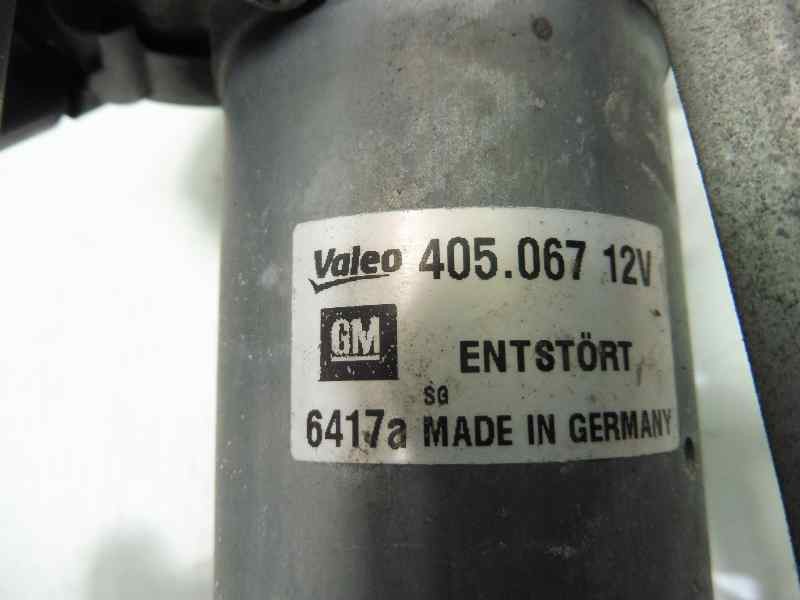 Valeo 405.067 12V
GM ENTSTÖRT
SG
6417a MADE IN GERMANY